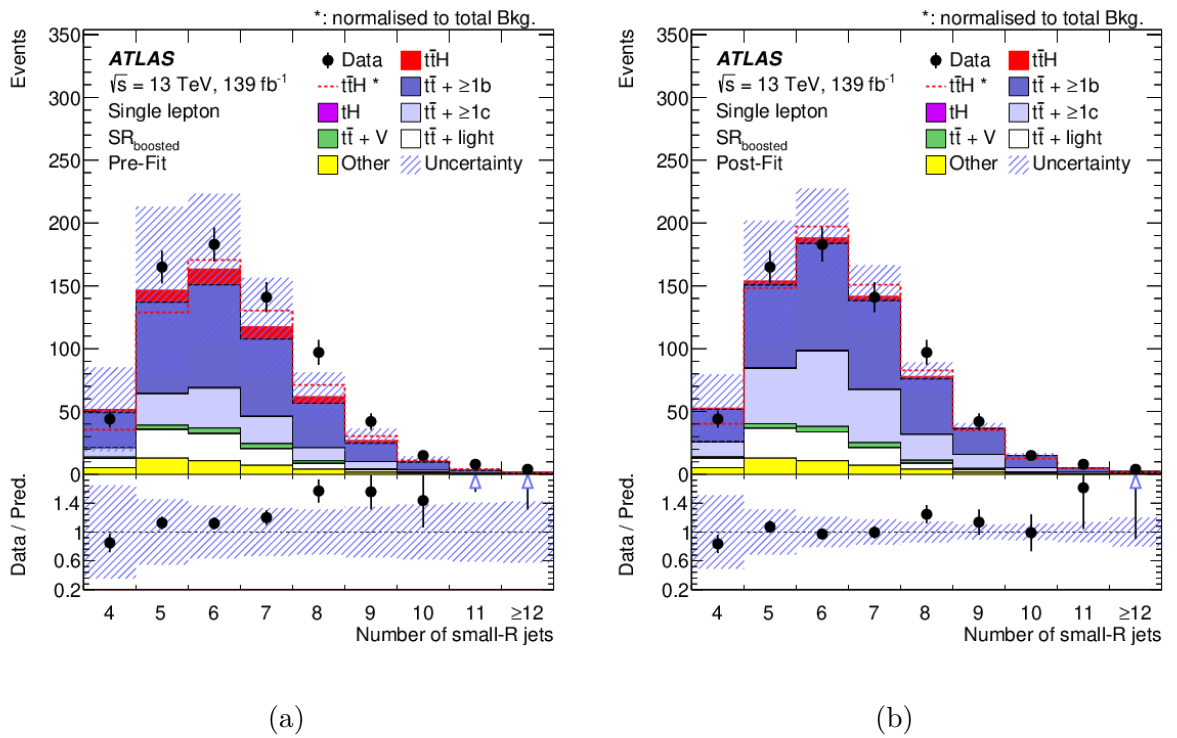 *: normalised to total Bkg.
Events
350
300
250
200
150
100
50
0
ATLAS
√s = 13 TeV, 139 fb⁻¹
Single lepton
SR_boosted
Pre-Fit
Data
tt̄H
tt̄H *
tt̄ + ≥1b
tH
tt̄ + ≥1c
tt̄ + V
tt̄ + light
Other
Uncertainty
Data / Pred.
1.4
1
0.6
0.2
4 5 6 7 8 9 10 11 ≥12
Number of small-R jets
(a)
*: normalised to total Bkg.
Events
350
300
250
200
150
100
50
0
ATLAS
√s = 13 TeV, 139 fb⁻¹
Single lepton
SR_boosted
Post-Fit
Data
tt̄H
tt̄H *
tt̄ + ≥1b
tH
tt̄ + ≥1c
tt̄ + V
tt̄ + light
Other
Uncertainty
Data / Pred.
1.4
1
0.6
0.2
4 5 6 7 8 9 10 11 ≥12
Number of small-R jets
(b)